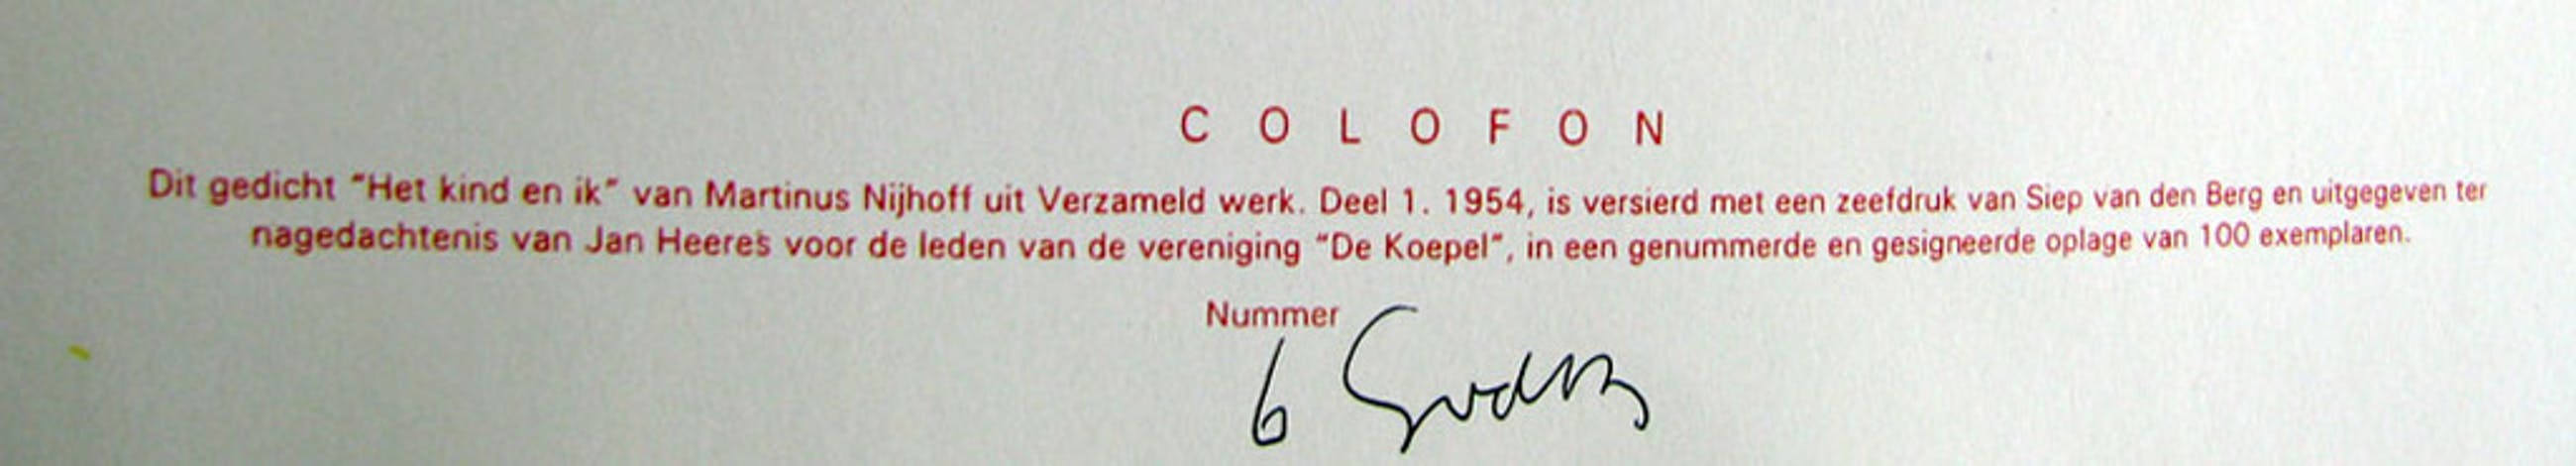 COLOFON
Dit gedicht "Het kind en ik" van Martinus Nijhoff uit Verzameld werk. Deel 1. 1954, is versierd met een zeefdruk van Siep van den Berg en uitgegeven ter
nagedachtenis van Jan Heeres voor de leden van de vereniging "De Koepel", in een genummerde en gesigneerde oplage van 100 exemplaren.
Nummer
6